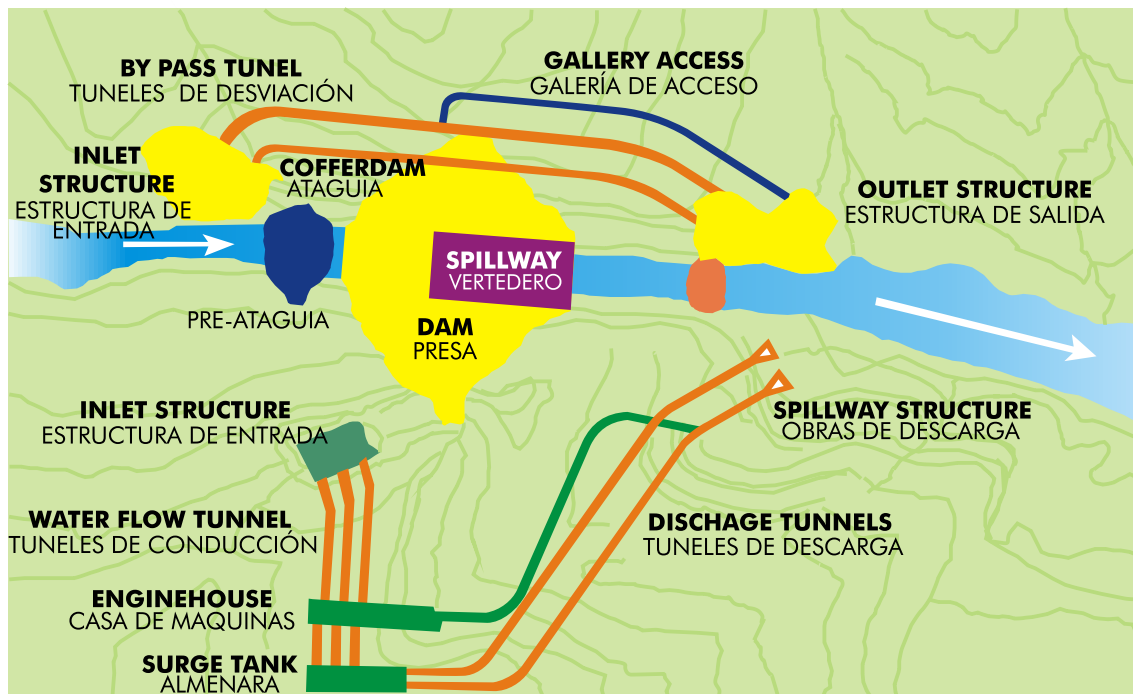 BY PASS TUNEL
TUNELES  DE DESVIACIÓN
GALLERY ACCESS
GALERÍA DE ACCESO
INLET
STRUCTURE
ESTRUCTURA DE
ENTRADA
COFFERDAM
ATAGUIA
OUTLET STRUCTURE
ESTRUCTURA DE SALIDA
SPILLWAY
VERTEDERO
PRE-ATAGUIA
DAM
PRESA
INLET STRUCTURE
ESTRUCTURA DE ENTRADA
SPILLWAY STRUCTURE
OBRAS DE DESCARGA
WATER FLOW TUNNEL
TUNELES DE CONDUCCIÓN
DISCHAGE TUNNELS
TUNELES DE DESCARGA
ENGINEHOUSE
CASA DE MAQUINAS
SURGE TANK
ALMENARA